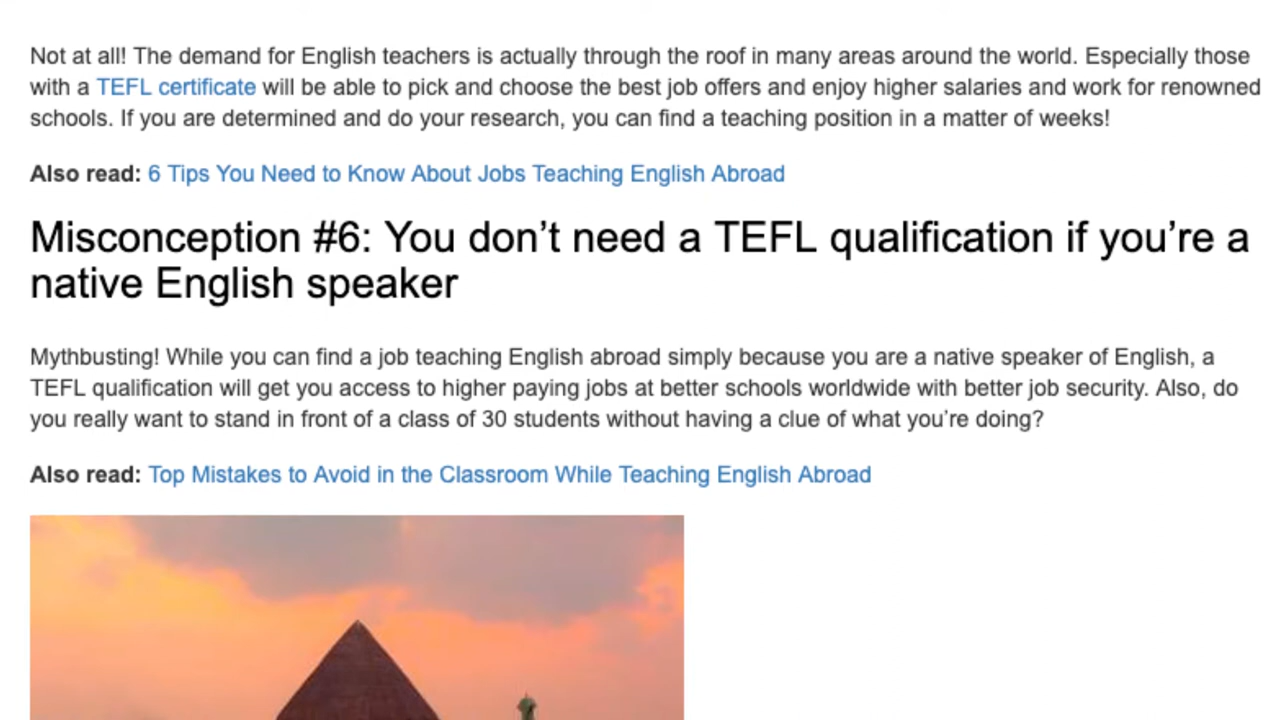 Not at all! The demand for English teachers is actually through the roof in many areas around the world. Especially those
with a TEFL certificate will be able to pick and choose the best job offers and enjoy higher salaries and work for renowned
schools. If you are determined and do your research, you can find a teaching position in a matter of weeks!
Also read: 6 Tips You Need to Know About Jobs Teaching English Abroad
Misconception #6: You don’t need a TEFL qualification if you’re a
native English speaker
Mythbusting! While you can find a job teaching English abroad simply because you are a native speaker of English, a
TEFL qualification will get you access to higher paying jobs at better schools worldwide with better job security. Also, do
you really want to stand in front of a class of 30 students without having a clue of what you’re doing?
Also read: Top Mistakes to Avoid in the Classroom While Teaching English Abroad